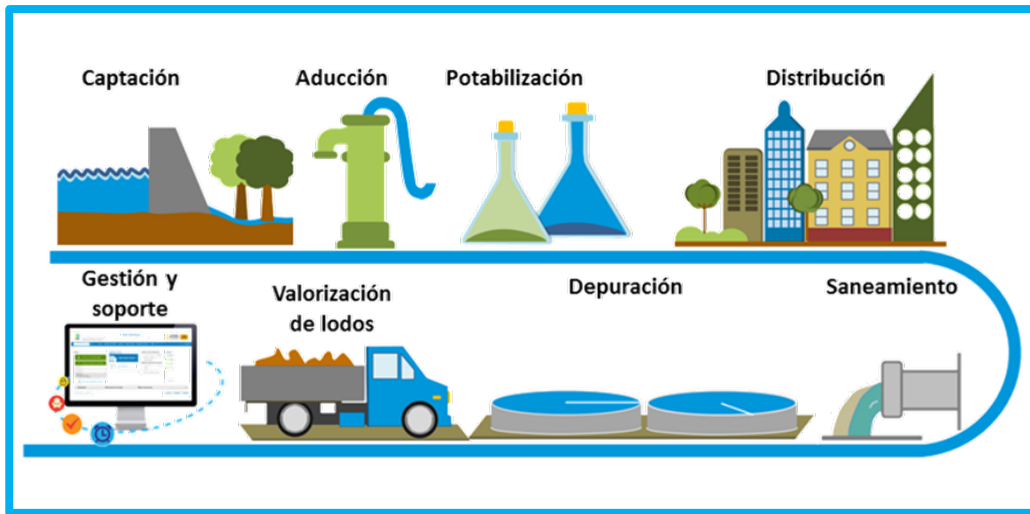 Captación
Aducción
Potabilización
Distribución
Gestión y
soporte
Valorización
de lodos
Depuración
Saneamiento